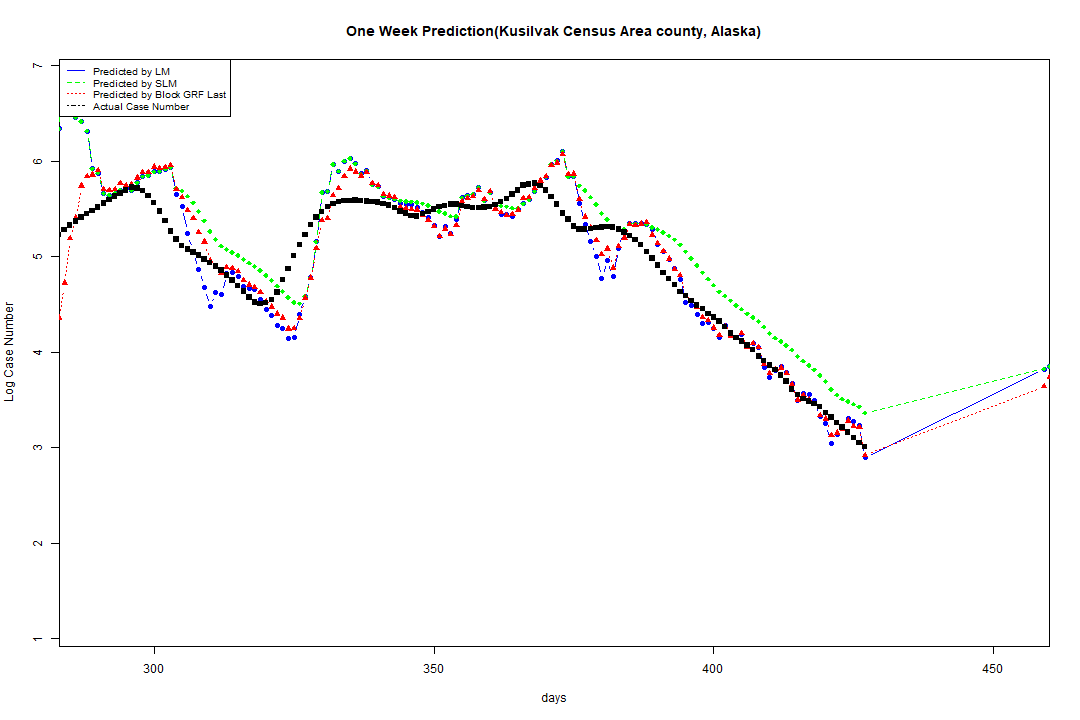 One Week Prediction(Kusilvak Census Area county, Alaska)
Predicted by LM
Predicted by SLM
Predicted by Block GRF Last
Actual Case Number
7
6
5
4
3
2
1
Log Case Number
300 350 400 450
days